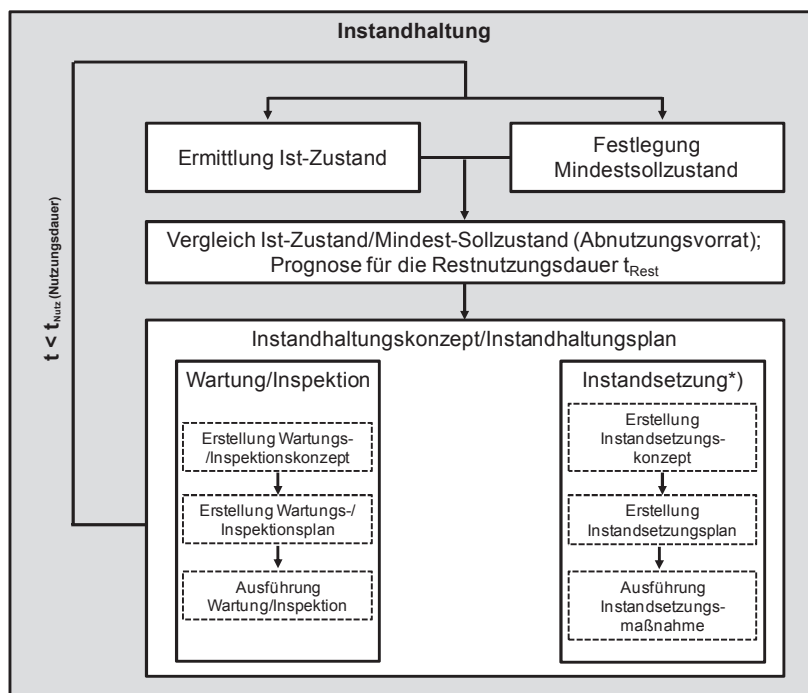 Instandhaltung
Ermittlung Ist-Zustand
Festlegung
Mindestsollzustand
Vergleich Ist-Zustand/Mindest-Sollzustand (Abnutzungsvorrat);
Prognose für die Restnutzungsdauer tRest
t < tNutz (Nutzungsdauer)
Instandhaltungskonzept/Instandhaltungsplan
Wartung/Inspektion
Erstellung Wartungs-
/Inspektionskonzept
Erstellung Wartungs-/
Inspektionsplan
Ausführung
Wartung/Inspektion
Instandsetzung*)
Erstellung
Instandsetzungs-
konzept
Erstellung
Instandsetzungsplan
Ausführung
Instandsetzungs-
maßnahme